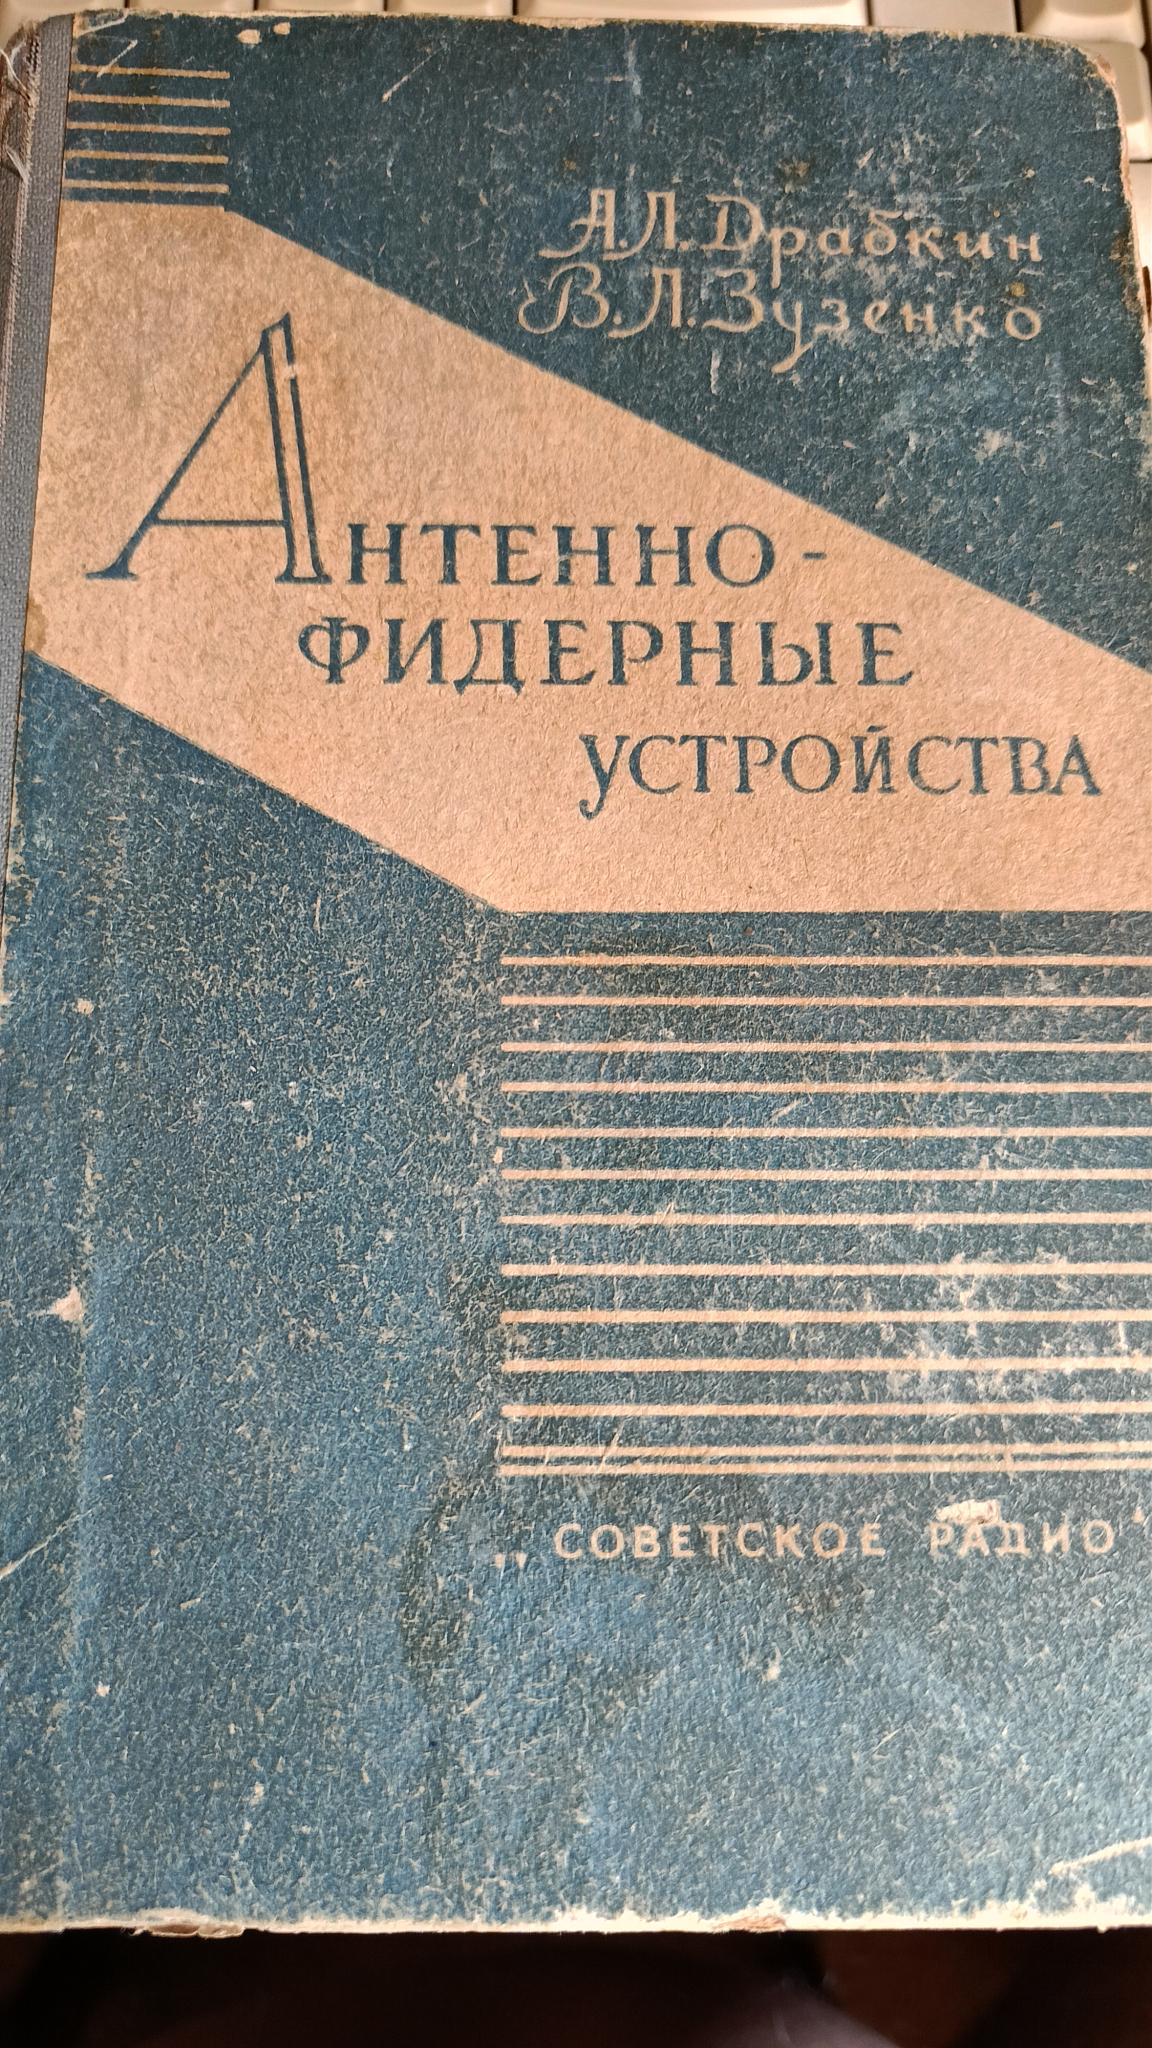 А.Л.Драбкин
В.Л.Зузенко
Антенно-
фидерные
устройства
„СОВЕТСКОЕ РАДИО“